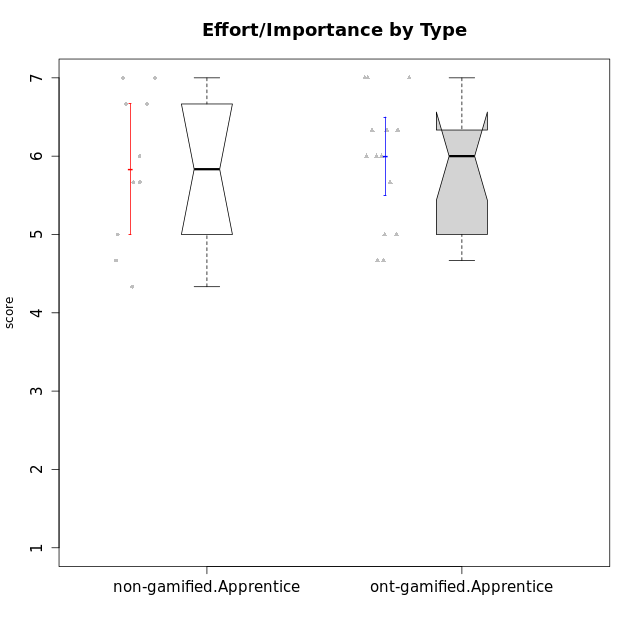 Effort/Importance by Type
score
7
6
5
4
3
2
1
non-gamified.Apprentice
ont-gamified.Apprentice